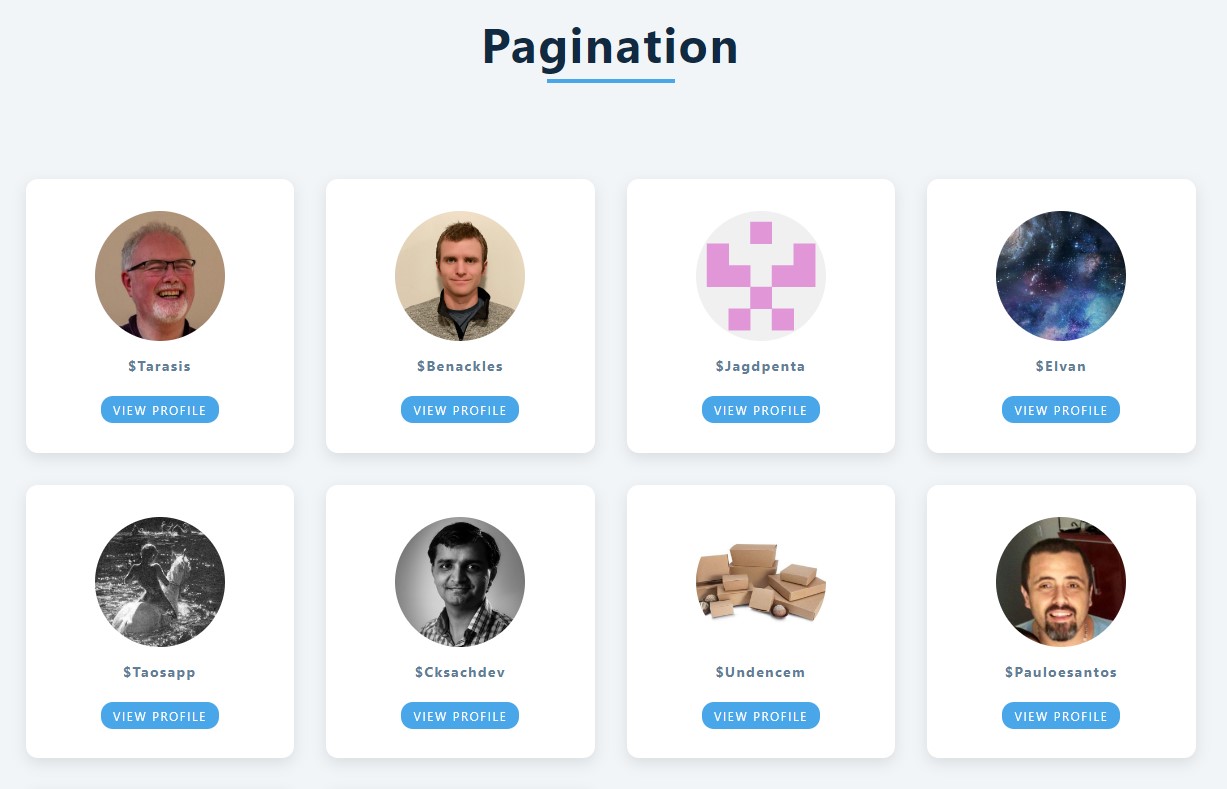 Pagination
$Tarasis
$Benackles
$Jagdpenta
$Elvan
VIEW PROFILE
VIEW PROFILE
VIEW PROFILE
VIEW PROFILE
$Taosapp
$Cksachdev
$Undencem
$Pauloesantos
VIEW PROFILE
VIEW PROFILE
VIEW PROFILE
VIEW PROFILE